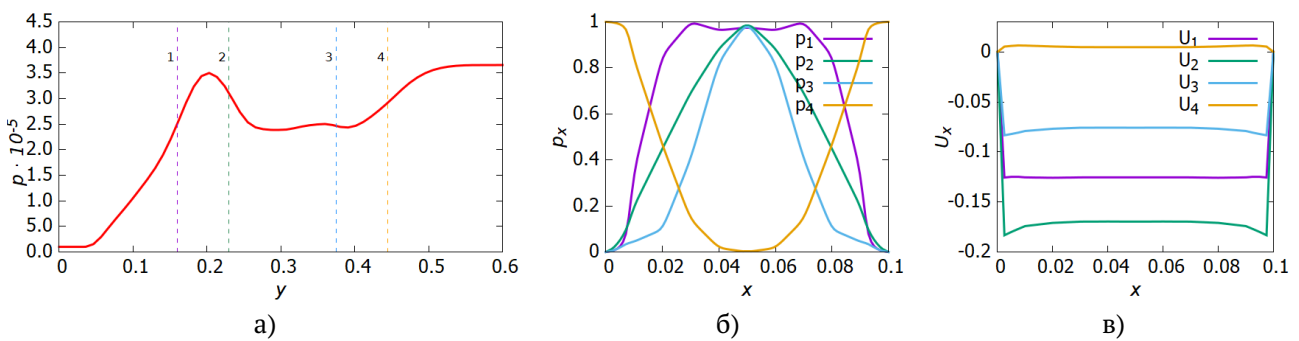 4.5
4.0
3.5
3.0
2.5
2.5
5.0
1.0
0.0
p · 10⁻⁵
1
2
3
4
0
0.1
0.2
0.3
0.4
0.5
0.6
y
а)
1
0.8
0.6
0.4
0.2
0
pₓ
p₁
p₂
p₃
p₄
0
0.02
0.04
0.06
0.08
0.1
x
б)
0
-0.05
-0.1
-0.15
-0.2
Uₓ
U₁
U₂
U₃
U₄
0
0.02
0.04
0.06
0.08
0.1
x
в)